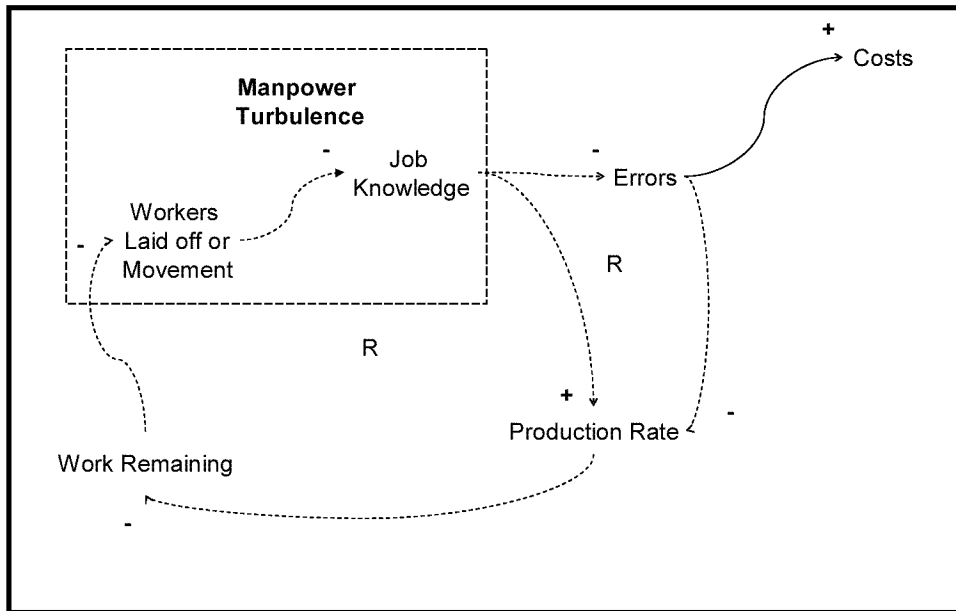 +
Costs
Manpower
Turbulence
-
Job
Knowledge
-
Errors
Workers
Laid off or
Movement
-
R
R
+
-
Production Rate
Work Remaining
-